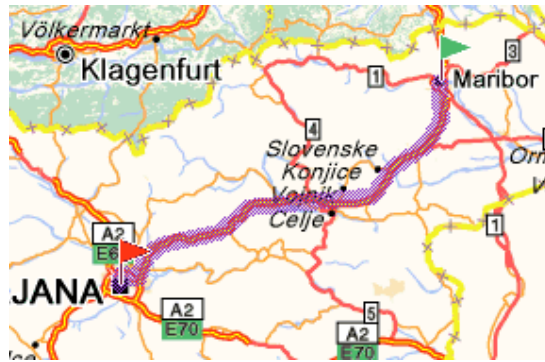 Völkermarkt
Klagenfurt
3
1
Maribor
4
Slovenske
Konjice
Vojnik
Celje
1
A2
JANA
A2
E70
5
A2
E70